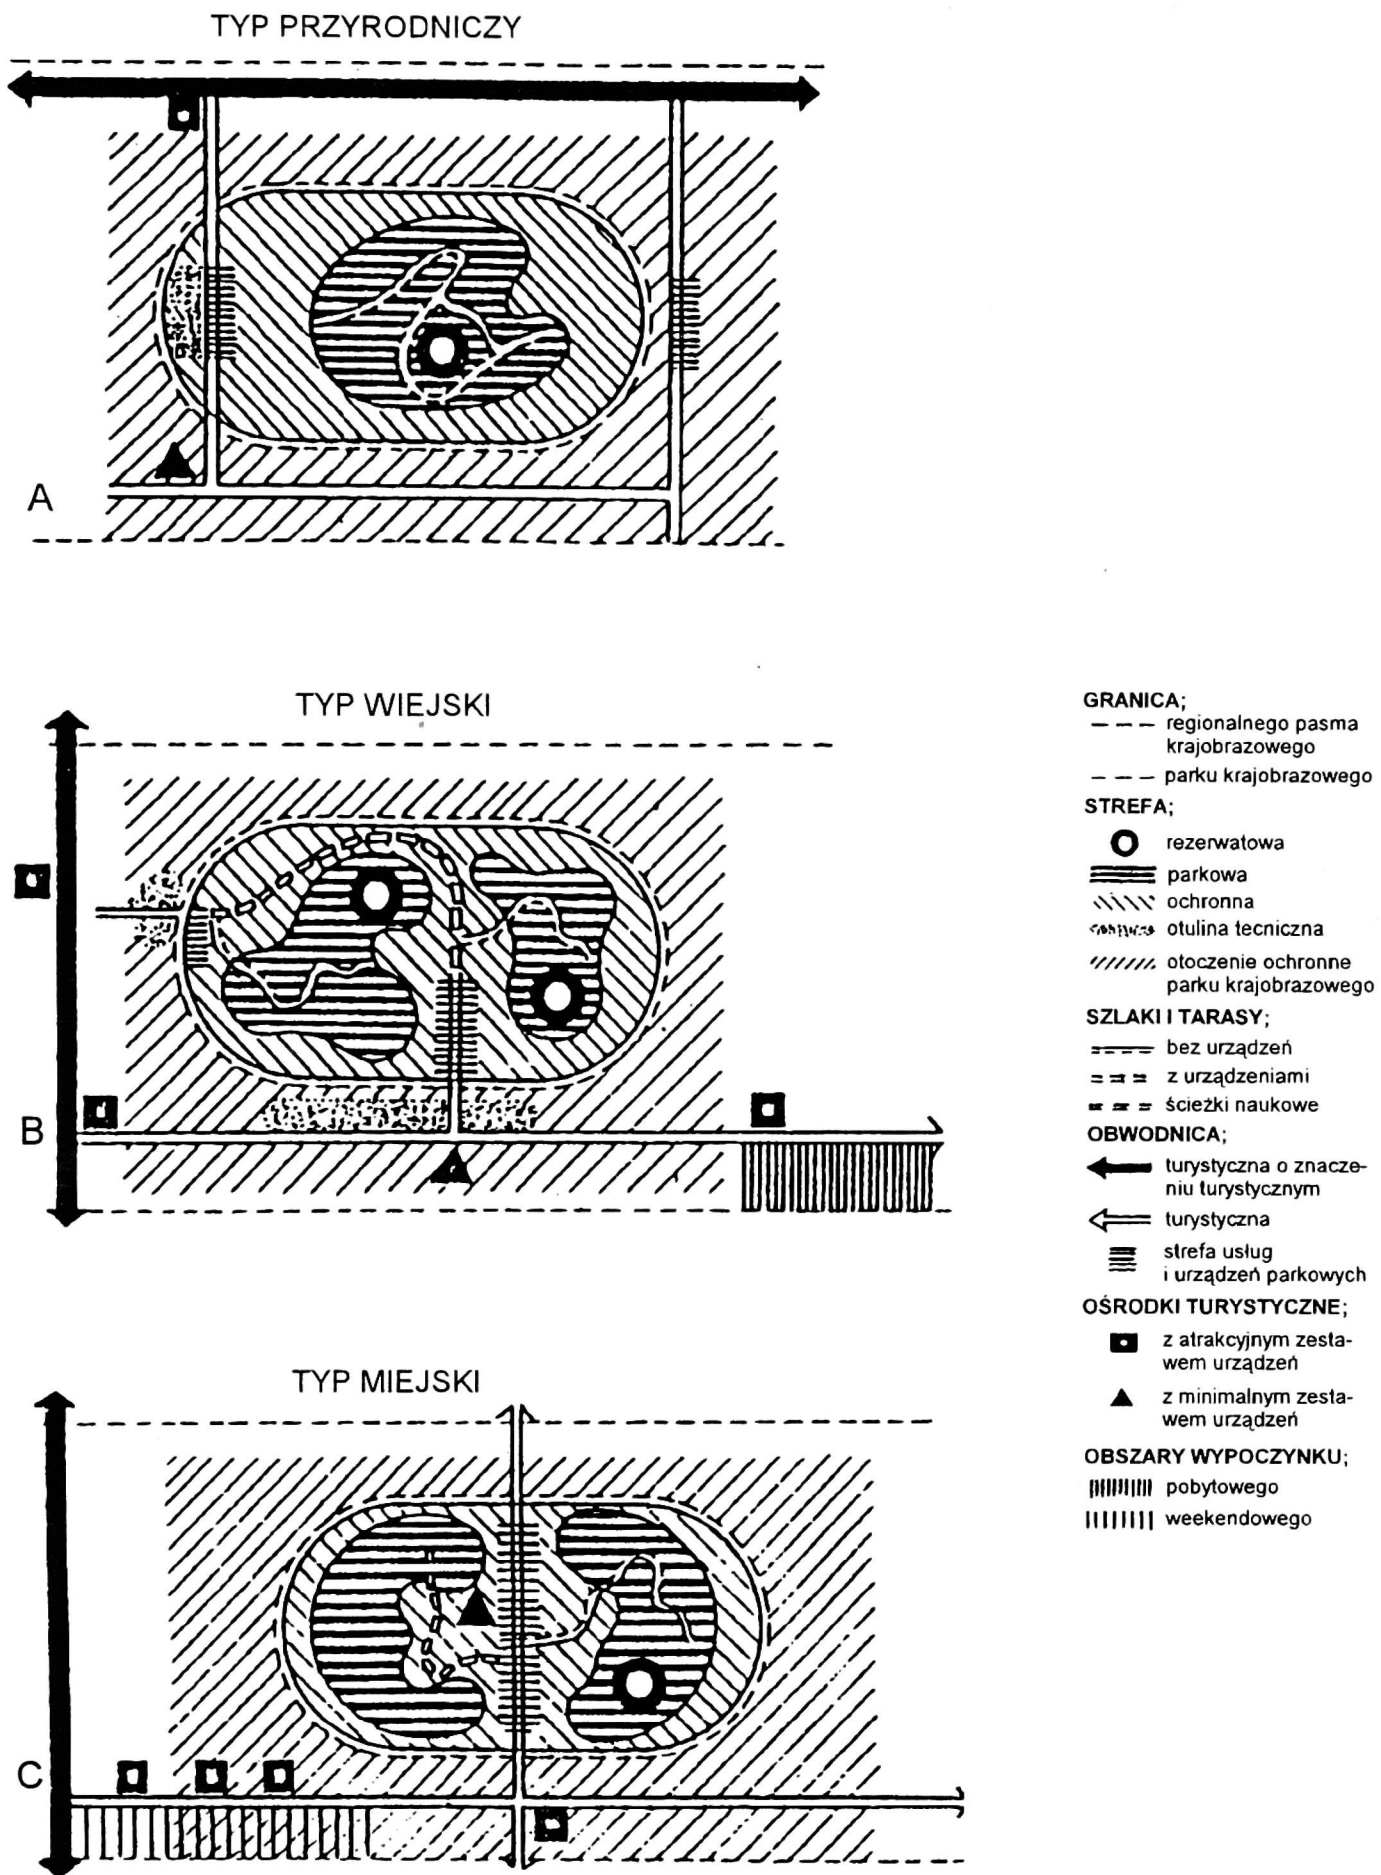 TYP PRZYRODNICZY
A
TYP WIEJSKI
B
TYP MIEJSKI
C
GRANICA;
regionalnego pasma
krajobrazowego
parku krajobrazowego
STREFA;
rezerwatowa
parkowa
ochronna
otulina tecniczna
otoczenie ochronne
parku krajobrazowego
SZLAKI I TARASY;
bez urządzeń
z urządzeniami
ścieżki naukowe
OBWODNICA;
turystyczna o znacze-
niu turystycznym
turystyczna
strefa usług
i urządzeń parkowych
OŚRODKI TURYSTYCZNE;
z atrakcyjnym zesta-
wem urządzeń
z minimalnym zesta-
wem urządzeń
OBSZARY WYPOCZYNKU;
pobytowego
weekendowego